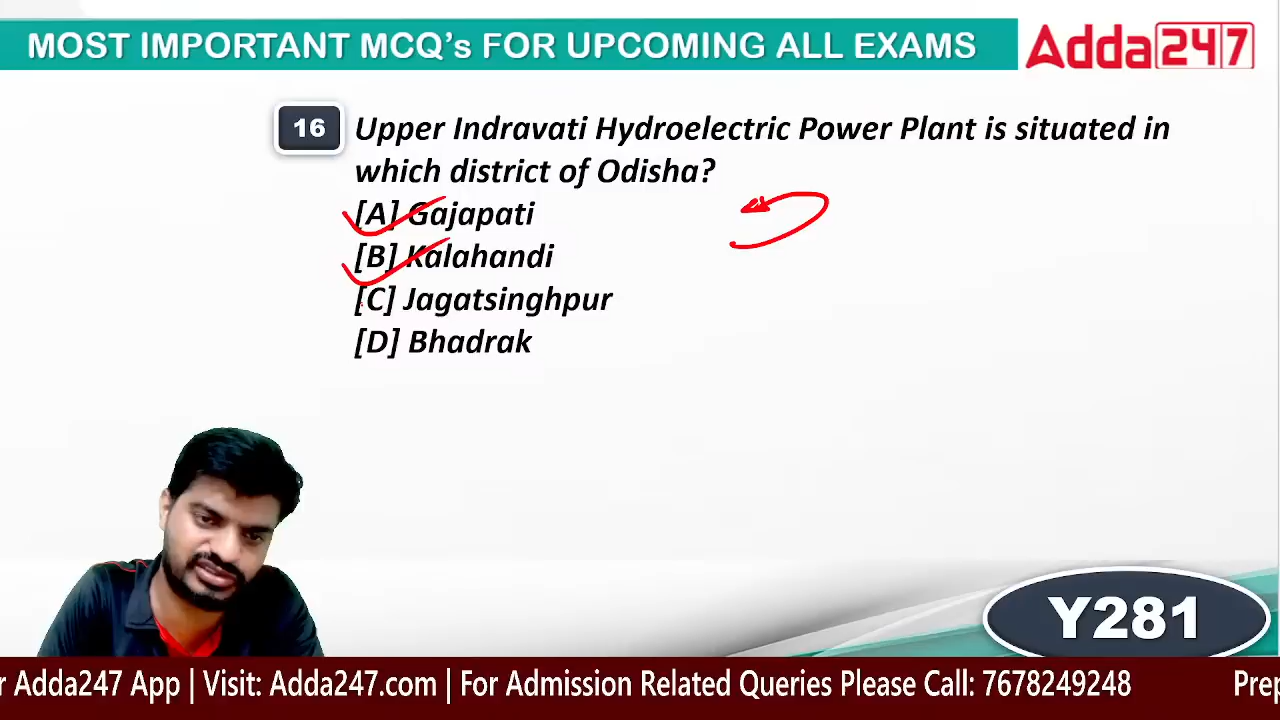 MOST IMPORTANT MCQ's FOR UPCOMING ALL EXAMS
Adda247
16
Upper Indravati Hydroelectric Power Plant is situated in
which district of Odisha?
[A] Gajapati
[B] Kalahandi
[C] Jagatsinghpur
[D] Bhadrak
Y281
Adda247 App | Visit: Adda247.com | For Admission Related Queries Please Call: 7678249248